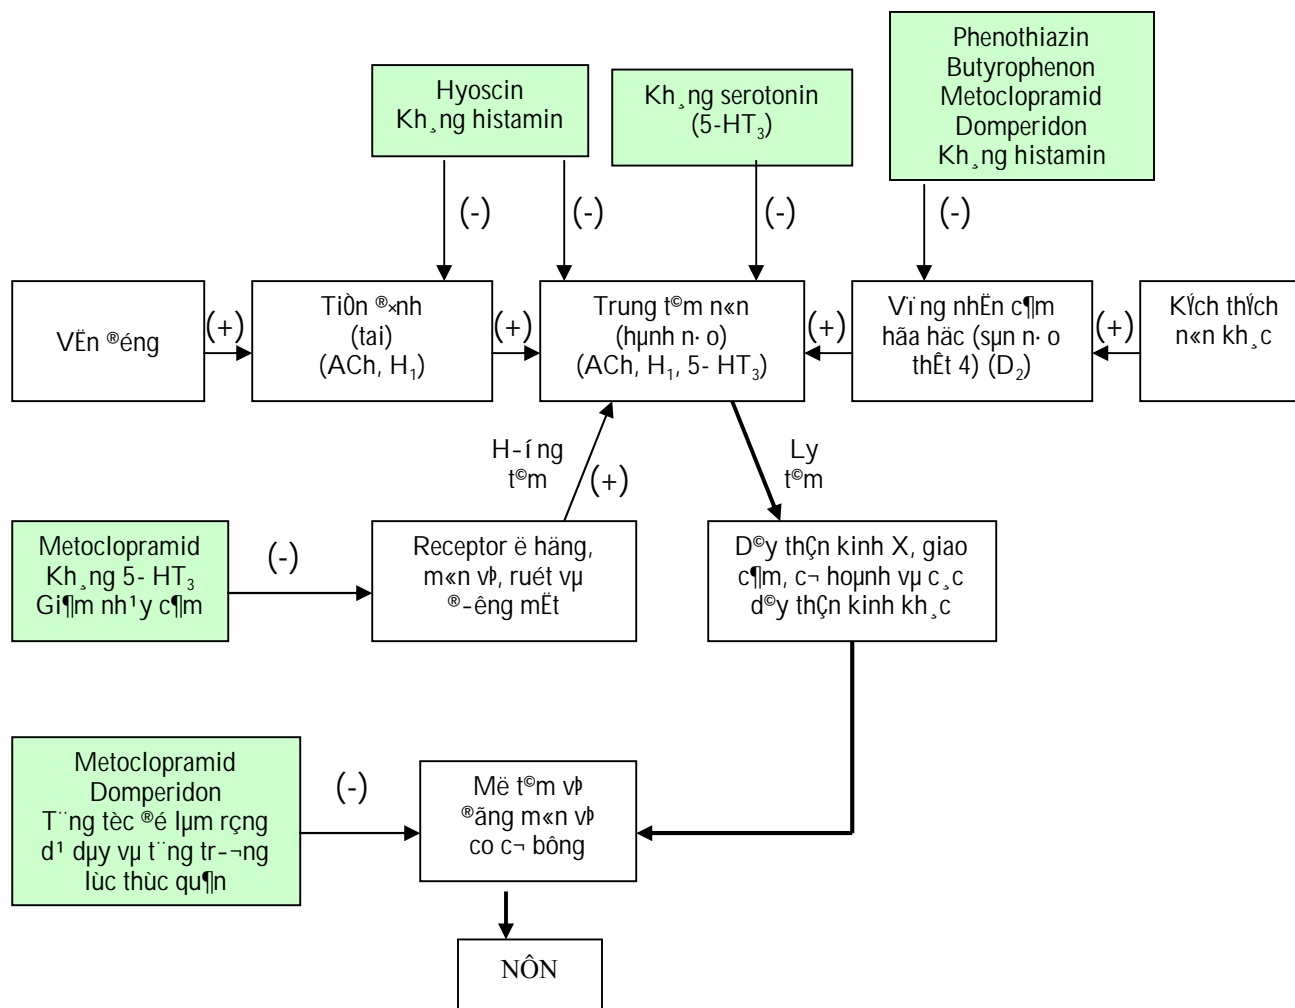 Phenothiazin
Butyrophenon
Metoclopramid
Domperidon
Kh¸ng histamin
Hyoscin
Kh¸ng histamin
Kh¸ng serotonin
(5-HT₃)
(-)
(-)
(-)
(-)
VËn ®éng
(+)
TiÒn ®×nh
(tai)
(ACh, H₁)
(+)
Trung t©m n«n
(hµnh n·o)
(ACh, H₁, 5- HT₃)
(+)
Vïng nhËn c¶m
hãa häc (sµn n·o
thÊt 4) (D₂)
(+)
KÝch thÝch
n«n kh¸c
H-íng
t©m
(+)
Ly
t©m
Metoclopramid
Kh¸ng 5- HT₃
Gi¶m nh¹y c¶m
(-)
Receptor ë häng,
m«n vÞ, ruét vµ
®-êng mËt
D©y thÇn kinh X, giao
c¶m, c¬ hoµnh vµ c¸c
d©y thÇn kinh kh¸c
Metoclopramid
Domperidon
T¨ng tèc ®é lµm rçng
d¹ dµy vµ t¨ng tr-¬ng
lùc thùc qu¶n
(-)
Më t©m vÞ
®ãng m«n vÞ
co c¬ bông
NÔN